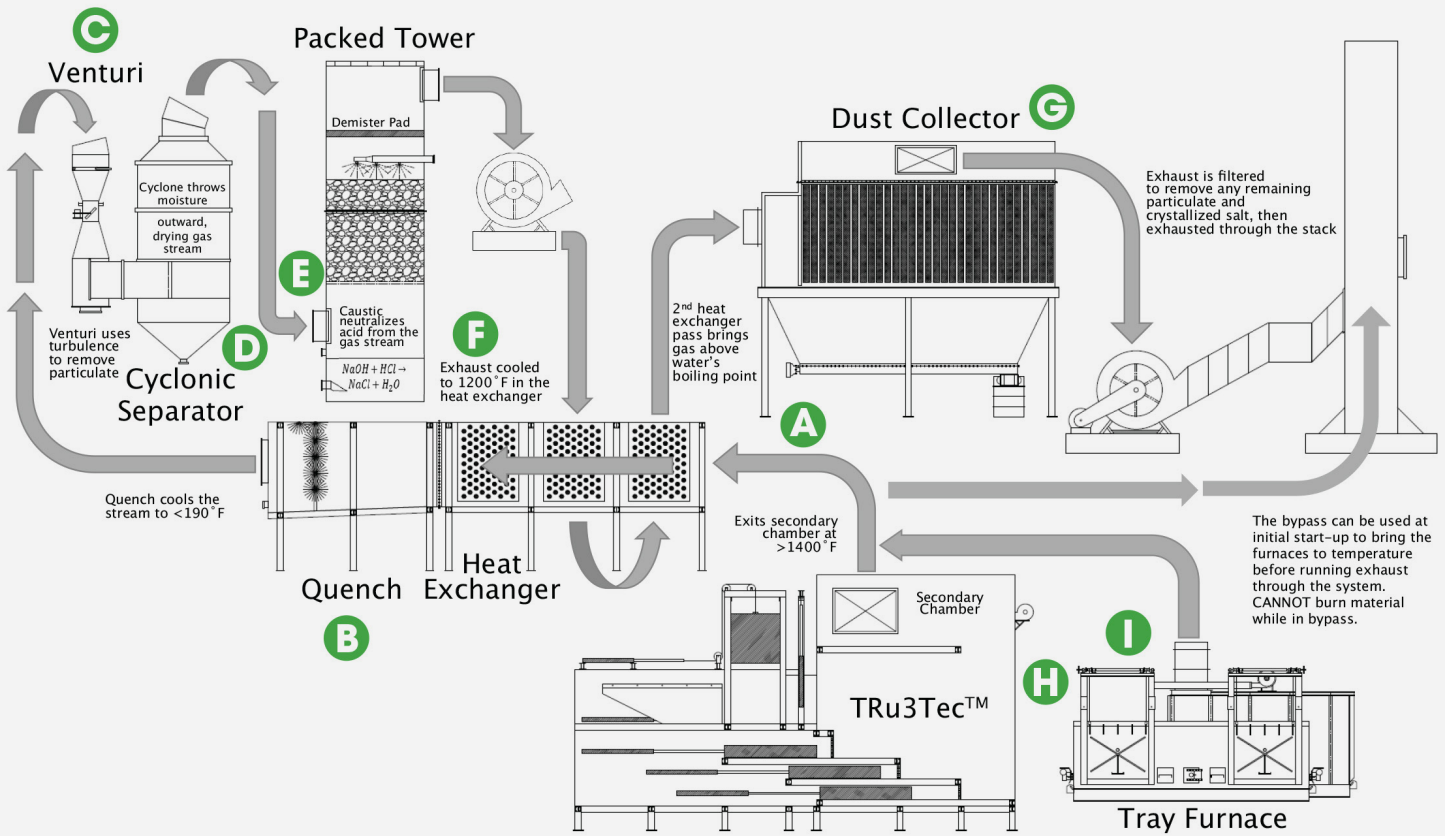 C
Venturi
Packed Tower
Demister Pad
Cyclone throws
moisture
outward,
drying gas
stream
Venturi uses
turbulence
to remove
particulate
D
Cyclonic
Separator
E
Caustic
neutralizes
acid from the
gas stream
NaOH + HCl →
NaCl + H₂O
F
Exhaust cooled
to 1200°F in the
heat exchanger
2nd heat
exchanger
pass brings
gas above
water's
boiling point
Dust Collector
G
Exhaust is filtered
to remove any remaining
particulate and
crystallized salt, then
exhausted through the stack
A
Quench cools the
stream to <190°F
Quench
B
Heat
Exchanger
Exits secondary
chamber at
>1400°F
The bypass can be used at
initial start-up to bring the
furnaces to temperature
before running exhaust
through the system.
CANNOT burn material
while in bypass.
Secondary
Chamber
TRu3Tec™
H
I
Tray Furnace